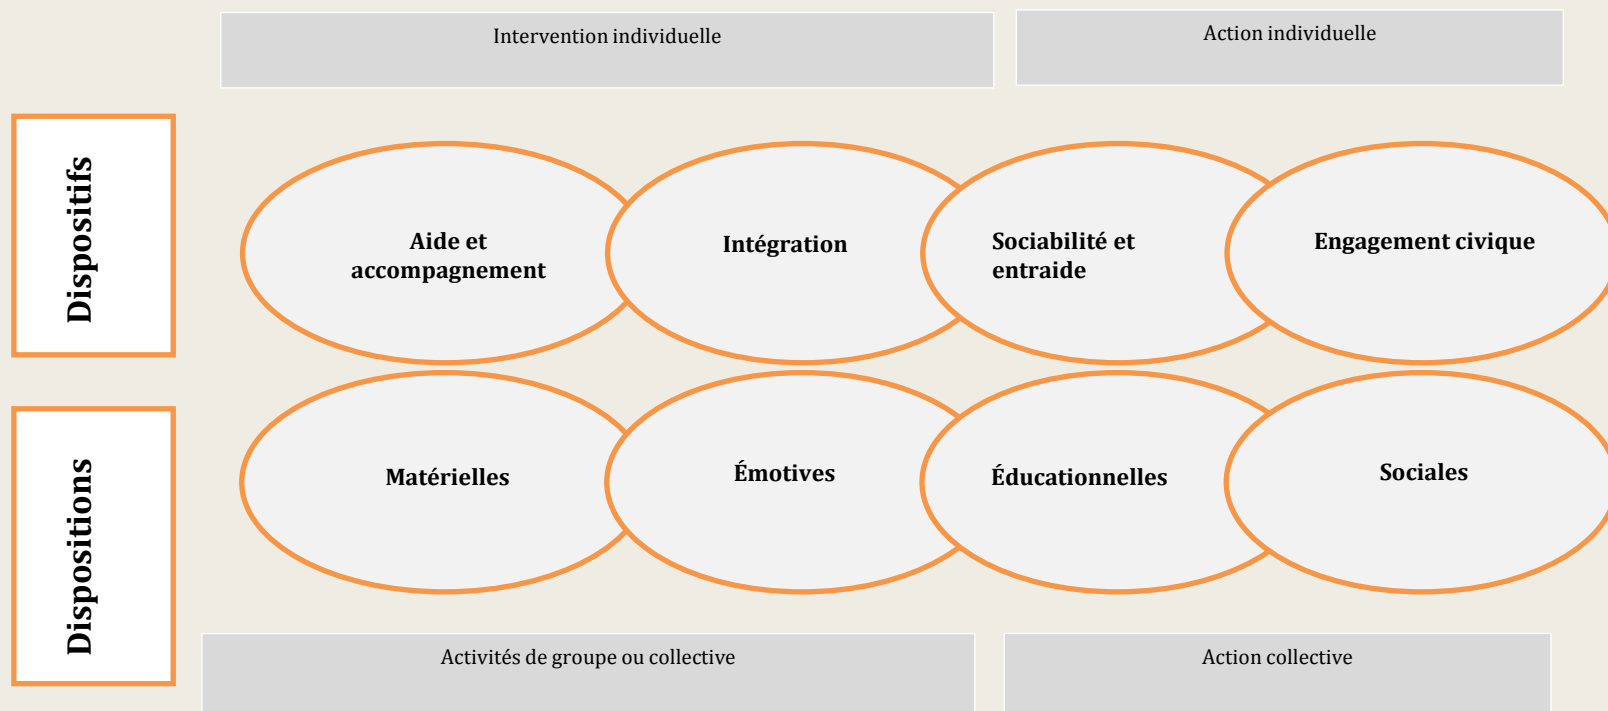 Intervention individuelle
Action individuelle
Dispositifs
Aide et
accompagnement
Intégration
Sociabilité et
entraide
Engagement civique
Dispositions
Matérielles
Émotives
Éducationnelles
Sociales
Activités de groupe ou collective
Action collective